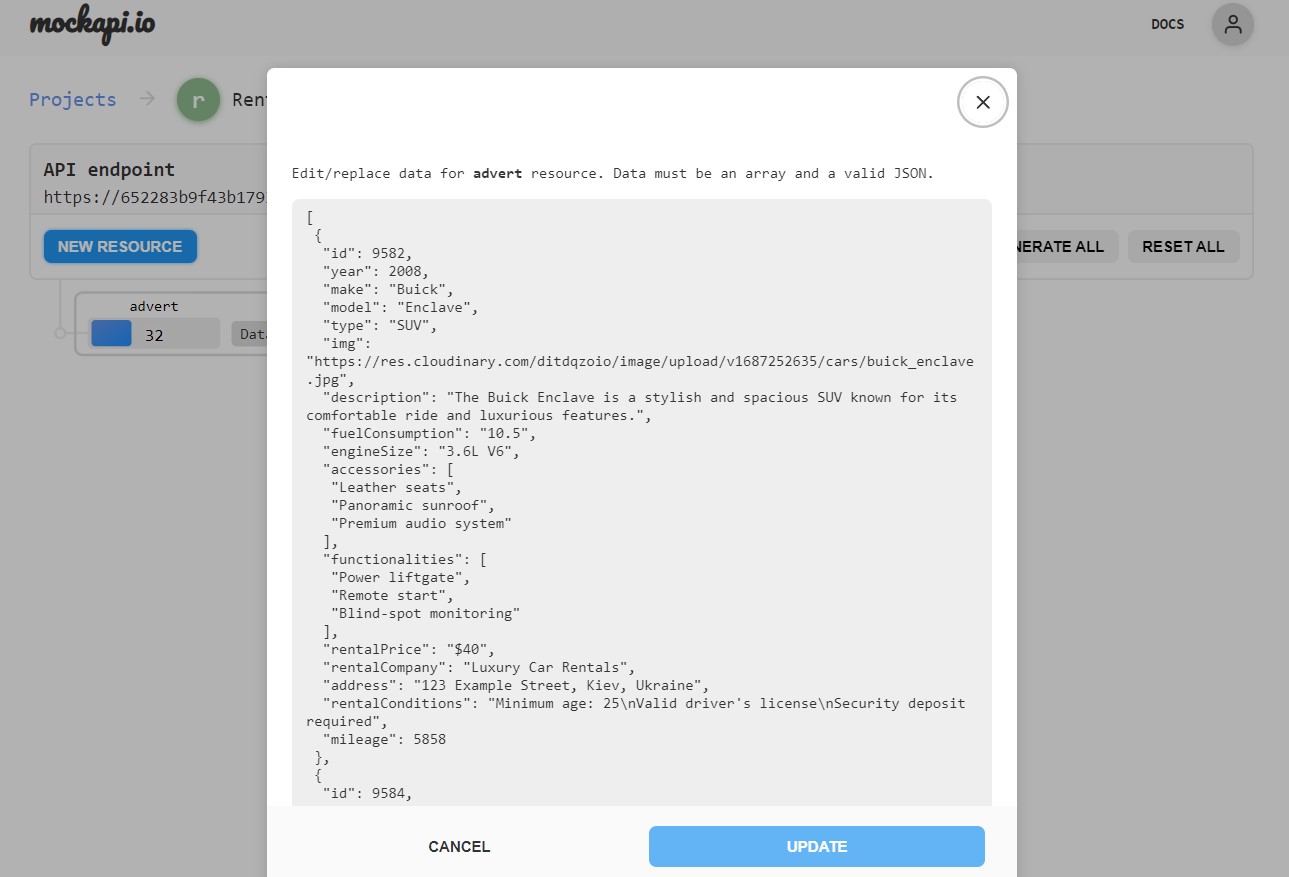 mockapi.io
DOCS
Projects
r
API endpoint
NEW RESOURCE
NERATE ALL
RESET ALL
advert
32
Edit/replace data for advert resource. Data must be an array and a valid JSON.
[
{
"id": 9582,
"year": 2008,
"make": "Buick",
"model": "Enclave",
"type": "SUV",
"img":
"https://res.cloudinary.com/ditdqzoio/image/upload/v1687252635/cars/buick_enclave
.jpg",
"description": "The Buick Enclave is a stylish and spacious SUV known for its
comfortable ride and luxurious features.",
"fuelConsumption": "10.5",
"engineSize": "3.6L V6",
"accessories": [
"Leather seats",
"Panoramic sunroof",
"Premium audio system"
],
"functionalities": [
"Power liftgate",
"Remote start",
"Blind-spot monitoring"
],
"rentalPrice": "$40",
"rentalCompany": "Luxury Car Rentals",
"address": "123 Example Street, Kiev, Ukraine",
"rentalConditions": "Minimum age: 25\nValid driver's license\nSecurity deposit
required",
"mileage": 5858
},
{
"id": 9584,
CANCEL
UPDATE